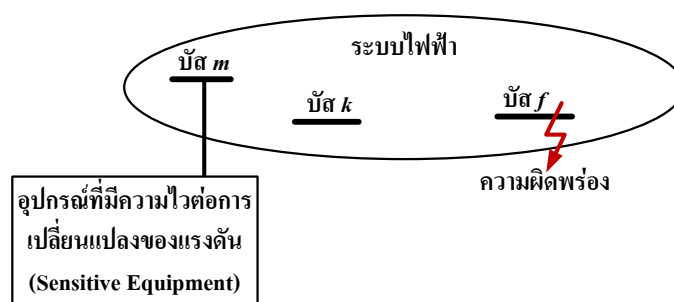 ระบบไฟฟ้า
บัส m
บัส k
บัส f
ความผิดพร่อง
อุปกรณ์ที่มีความไวต่อการ
เปลี่ยนแปลงของแรงดัน
(Sensitive Equipment)